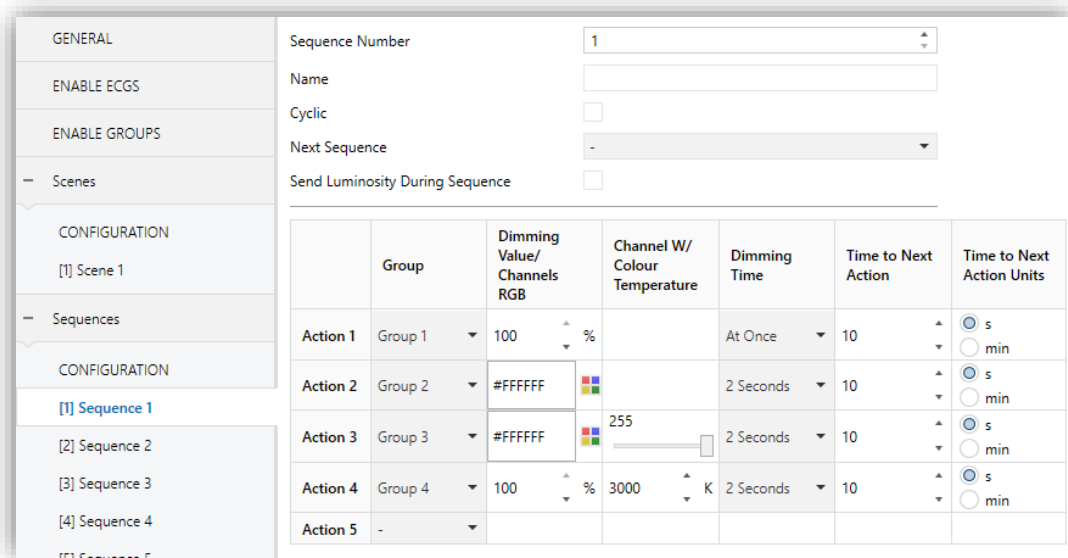 GENERAL
ENABLE ECGS
ENABLE GROUPS
− Scenes
CONFIGURATION
[1] Scene 1
− Sequences
CONFIGURATION
[1] Sequence 1
[2] Sequence 2
[3] Sequence 3
[4] Sequence 4
[5] Sequence 5
Sequence Number 1
Name
Cyclic
Next Sequence -
Send Luminosity During Sequence
Group
Dimming
Value/
Channels
RGB
Channel W/
Colour
Temperature
Dimming
Time
Time to Next
Action
Time to Next
Action Units
Action 1 Group 1 100 % At Once 10 s
min
Action 2 Group 2 #FFFFFF 2 Seconds 10 s
min
Action 3 Group 3 #FFFFFF 255 2 Seconds 10 s
min
Action 4 Group 4 100 % 3000 K 2 Seconds 10 s
min
Action 5 -